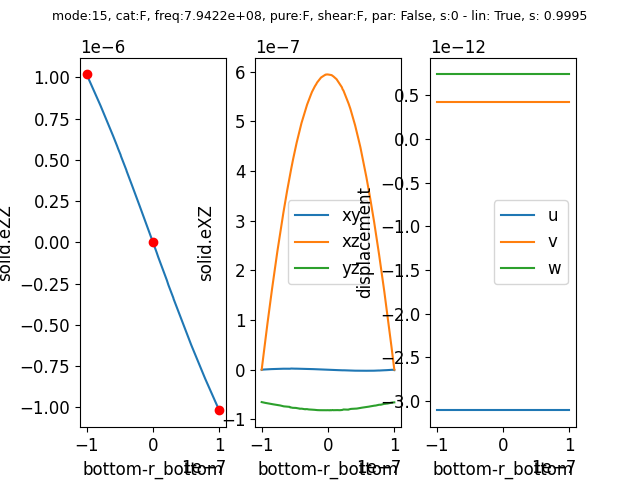 mode:15, cat:F, freq:7.9422e+08, pure:F, shear:F, par: False, s:0 - lin: True, s: 0.9995
1e−6
1.00
0.75
0.50
0.25
0.00
−0.25
−0.50
−0.75
−1.00
solid.eZZ
−1
0
1
1e−7
bottom-r_bottom
1e−7
6
5
4
3
2
1
0
−1
solid.eXZ
xy
xz
yz
−1
0
1
1e−7
bottom-r_bottom
1e−12
0.5
0.0
−0.5
−1.0
−1.5
−2.0
−2.5
−3.0
displacement
u
v
w
−1
0
1
1e−7
bottom-r_bottom